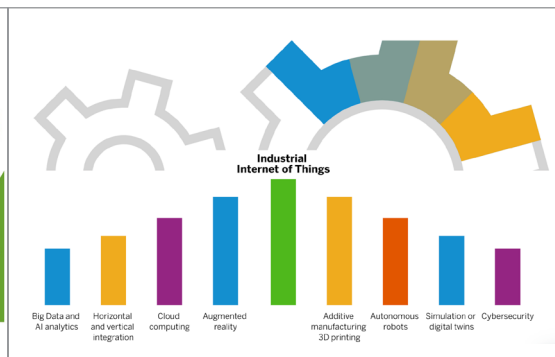 Industrial
Internet of Things
Big Data and
AI analytics
Horizontal
and vertical
integration
Cloud
computing
Augmented
reality
Additive
manufacturing
3D printing
Autonomous
robots
Simulation or
digital twins
Cybersecurity